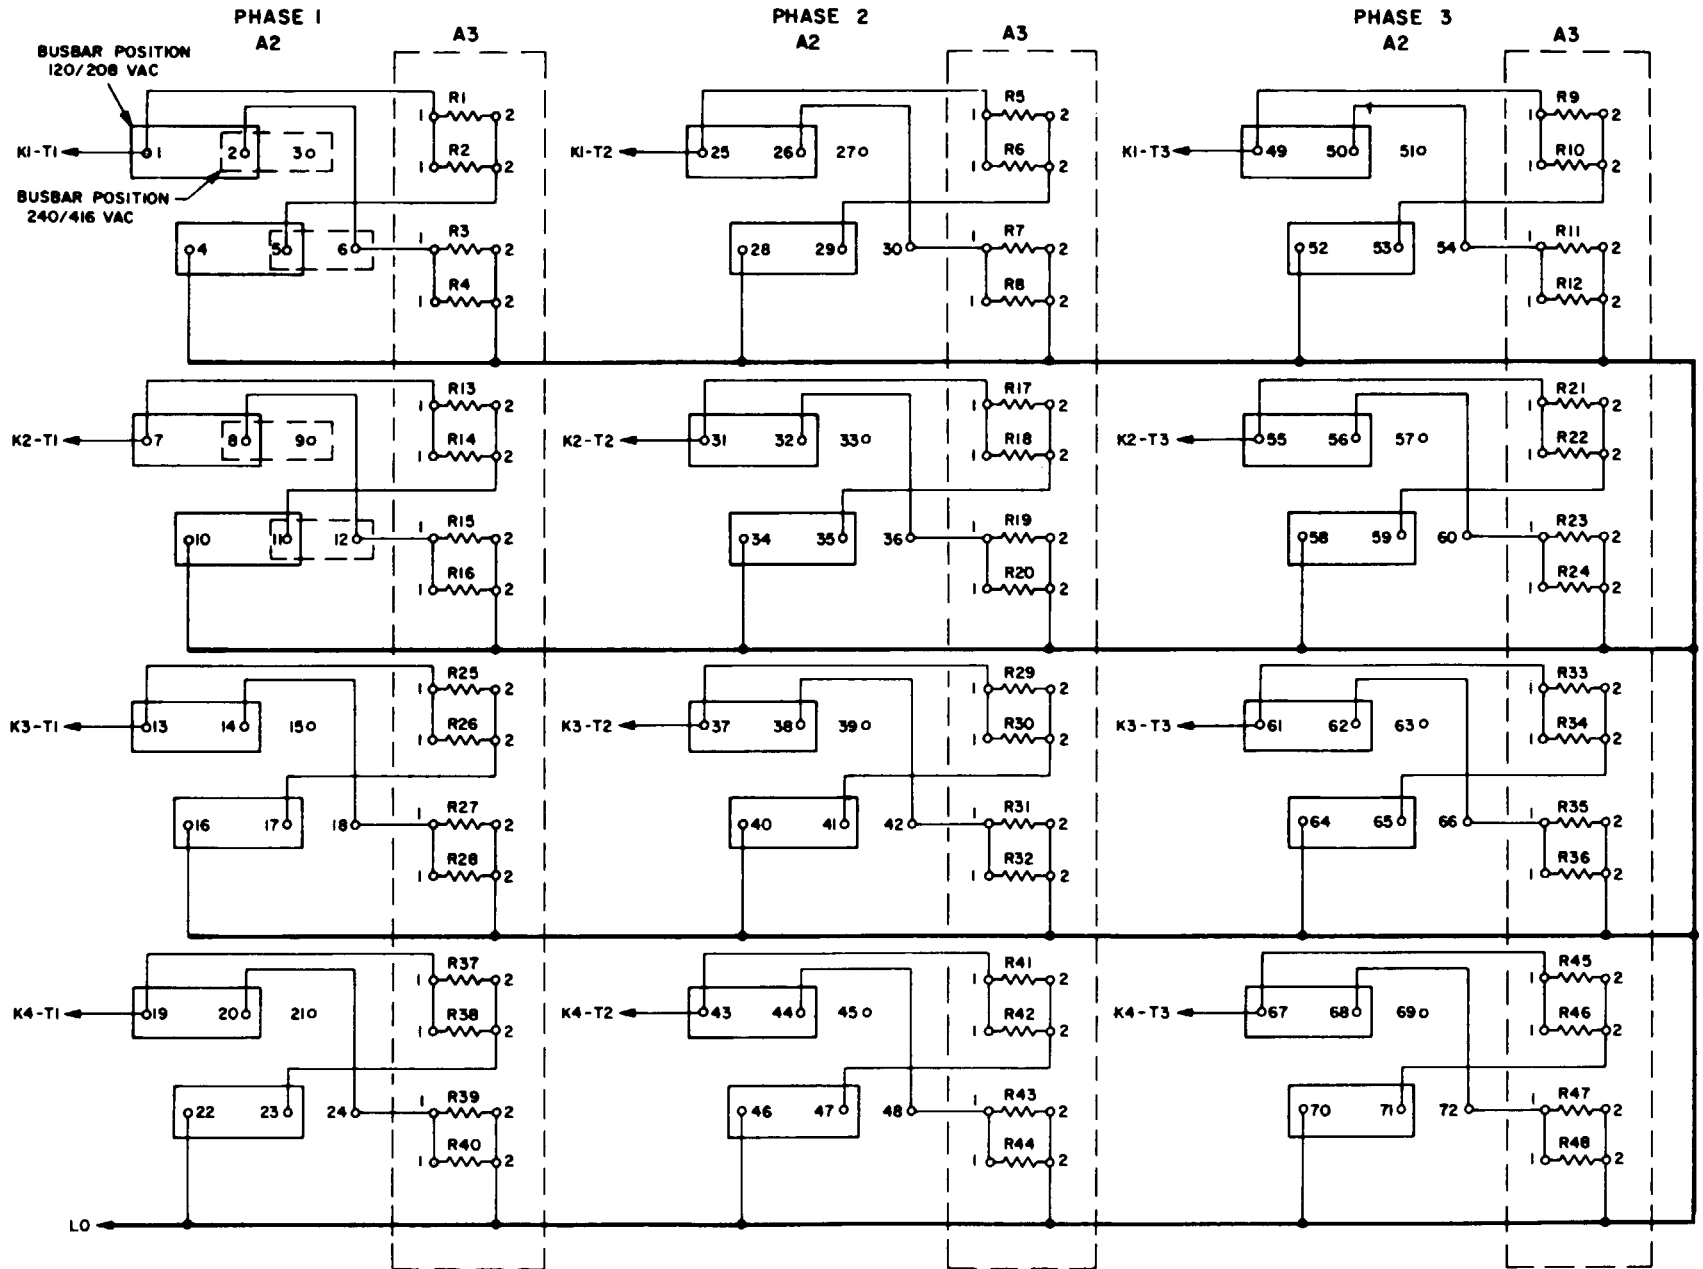 PHASE 1
A2
A3
PHASE 2
A2
A3
PHASE 3
A2
A3
BUSBAR POSITION
120/208 VAC
R1
1 2
R2
1 2
K1-T1 1 2 3
BUSBAR POSITION
240/416 VAC
4 5 6
R3
1 2
R4
1 2
R5
1 2
R6
1 2
K1-T2 25 26 27
28 29 30
R7
1 2
R8
1 2
R9
1 2
R10
1 2
K1-T3 49 50 51
52 53 54
R11
1 2
R12
1 2
R13
1 2
R14
1 2
K2-T1 7 8 9
10 11 12
R15
1 2
R16
1 2
R17
1 2
R18
1 2
K2-T2 31 32 33
34 35 36
R19
1 2
R20
1 2
R21
1 2
R22
1 2
K2-T3 55 56 57
58 59 60
R23
1 2
R24
1 2
R25
1 2
R26
1 2
K3-T1 13 14 15
16 17 18
R27
1 2
R28
1 2
R29
1 2
R30
1 2
K3-T2 37 38 39
40 41 42
R31
1 2
R32
1 2
R33
1 2
R34
1 2
K3-T3 61 62 63
64 65 66
R35
1 2
R36
1 2
R37
1 2
R38
1 2
K4-T1 19 20 21
22 23 24
R39
1 2
R40
1 2
R41
1 2
R42
1 2
K4-T2 43 44 45
46 47 48
R43
1 2
R44
1 2
R45
1 2
R46
1 2
K4-T3 67 68 69
70 71 72
R47
1 2
R48
1 2
LO